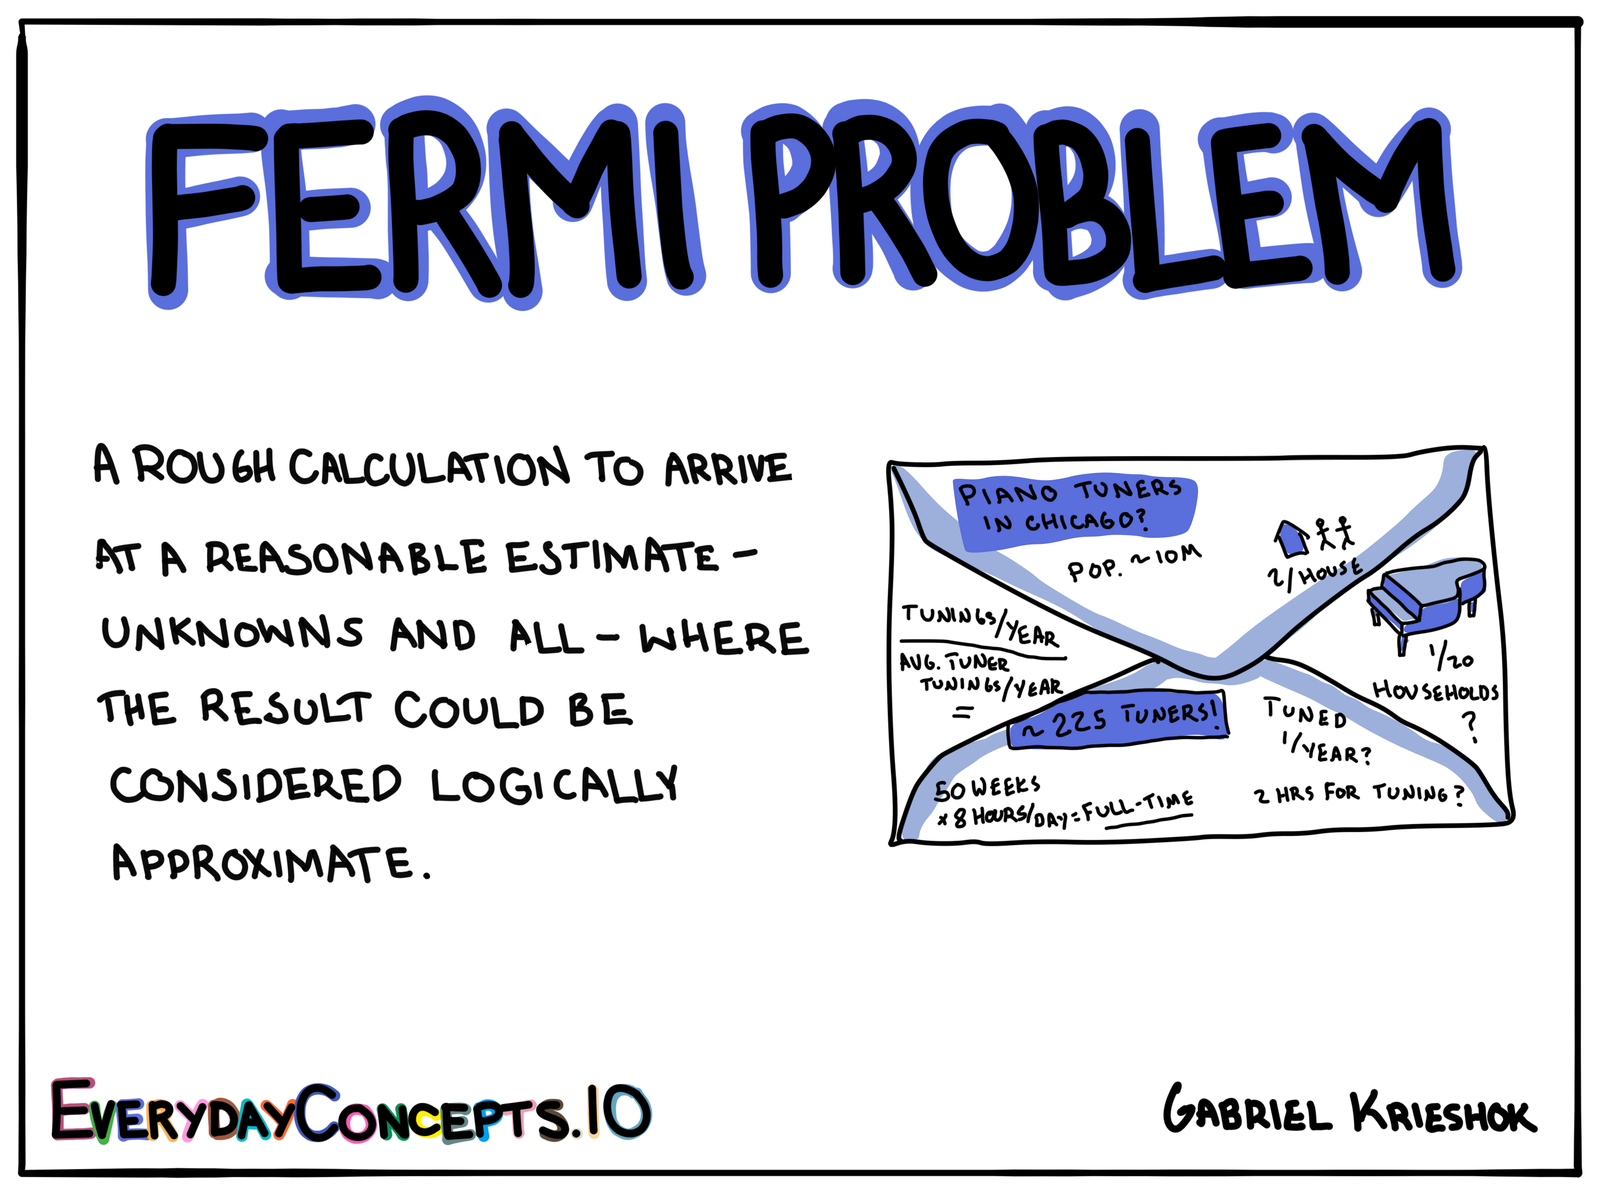 FERMI PROBLEM
A ROUGH CALCULATION TO ARRIVE
AT A REASONABLE ESTIMATE –
UNKNOWNS AND ALL – WHERE
THE RESULT COULD BE
CONSIDERED LOGICALLY
APPROXIMATE.
PIANO TUNERS
IN CHICAGO?
POP. ~ 10M
2/HOUSE
TUNINGS/YEAR
AVG. TUNER
TUNINGS/YEAR
=
~ 225 TUNERS!
1/20
HOUSEHOLDS
?
TUNED
1/YEAR?
50 WEEKS
× 8 HOURS/DAY = FULL-TIME
2 HRS FOR TUNING?
EVERYDAYCONCEPTS.IO
GABRIEL KRIESHOK